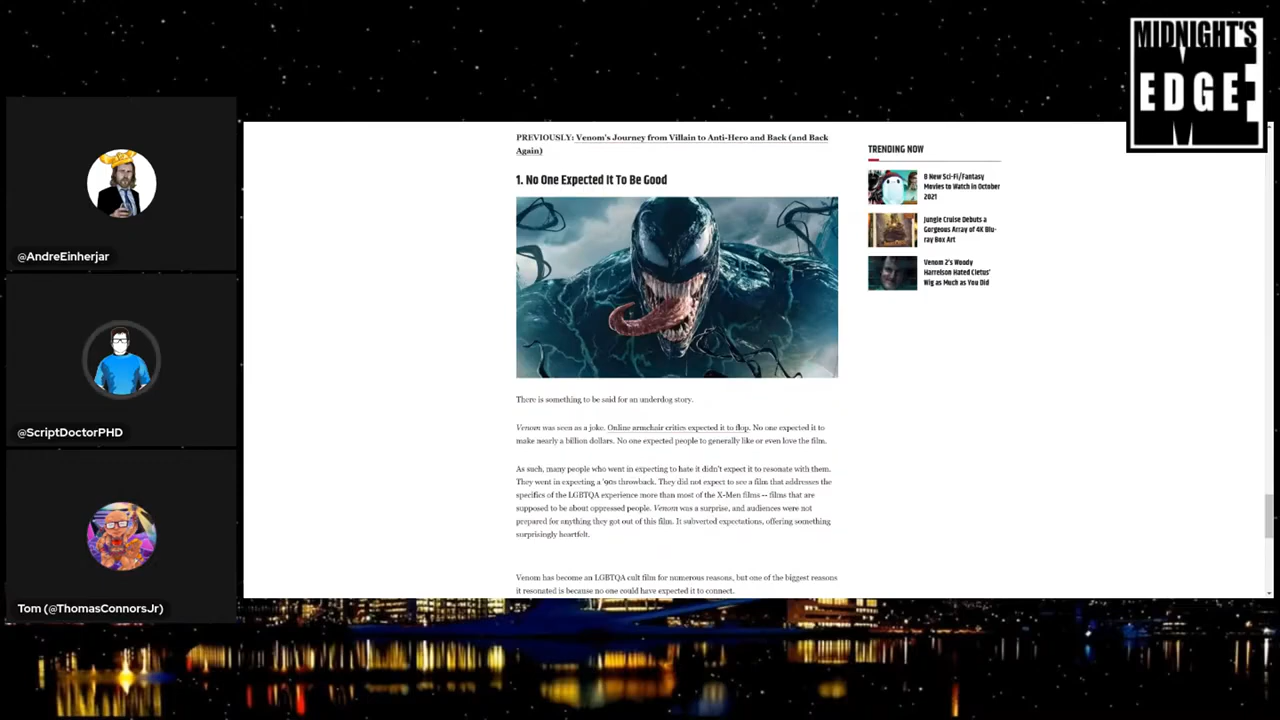 MIDNIGHT'S
EDGE
@AndreEinherjar
@ScriptDoctorPHD
Tom (@ThomasConnorsJr)
PREVIOUSLY: Venom's Journey from Villain to Anti-Hero and Back (and Back
Again)
1. No One Expected It To Be Good
There is something to be said for an underdog story.
Venom was seen as a joke. Online armchair critics expected it to flop. No one expected it to
make nearly a billion dollars. No one expected people to generally like or even love the film.
As such, many people who went in expecting to hate it didn't expect it to resonate with them.
They went in expecting a '90s throwback. They did not expect to see a film that addresses the
specifics of the LGBTQA experience more than most of the X-Men films -- films that are
supposed to be about oppressed people. Venom was a surprise, and audiences were not
prepared for anything they got out of this film. It subverted expectations, offering something
surprisingly heartfelt.
Venom has become an LGBTQA cult film for numerous reasons, but one of the biggest reasons
it resonated is because no one could have expected it to connect.
TRENDING NOW
8 New Sci-Fi/Fantasy
Movies to Watch in October
2021
Jungle Cruise Debuts a
Gorgeous Array of 4K Blu-
ray Box Art
Venom 2's Woody
Harrelson Hated Cletus'
Wig as Much as You Did